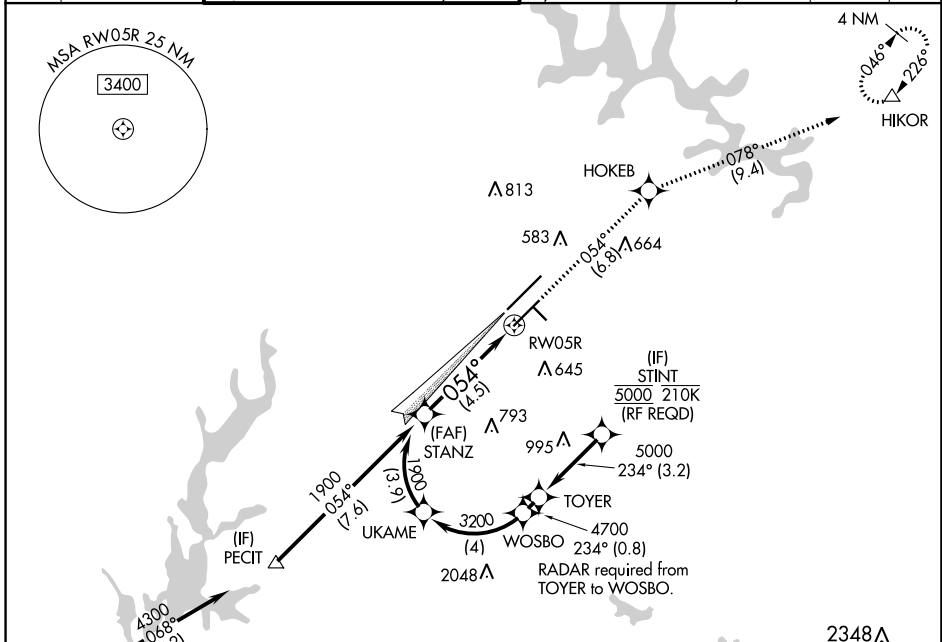 MSA RW05R 25 NM
3400
4 NM
046°
226°
HIKOR
078°
(9.4)
HOKEB
813
583
664
054°
(6.8)
RW05R
645
(IF)
STINT
5000 210K
(RF REQD)
054°
(4.5)
793
(FAF)
STANZ
995
5000
234° (3.2)
1900
(3.9)
1900
054°
(7.6)
TOYER
UKAME
3200
(4)
WOSBO
4700
234° (0.8)
(IF)
PECIT
2048
RADAR required from
TOYER to WOSBO.
4300
068°
2348